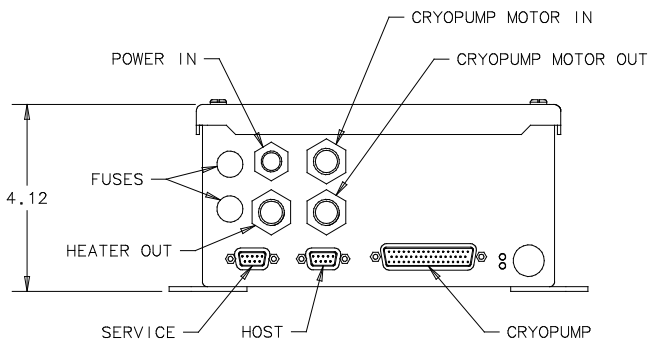 CRYOPUMP MOTOR IN
POWER IN
CRYOPUMP MOTOR OUT
FUSES
4.12
HEATER OUT
SERVICE
HOST
CRYOPUMP